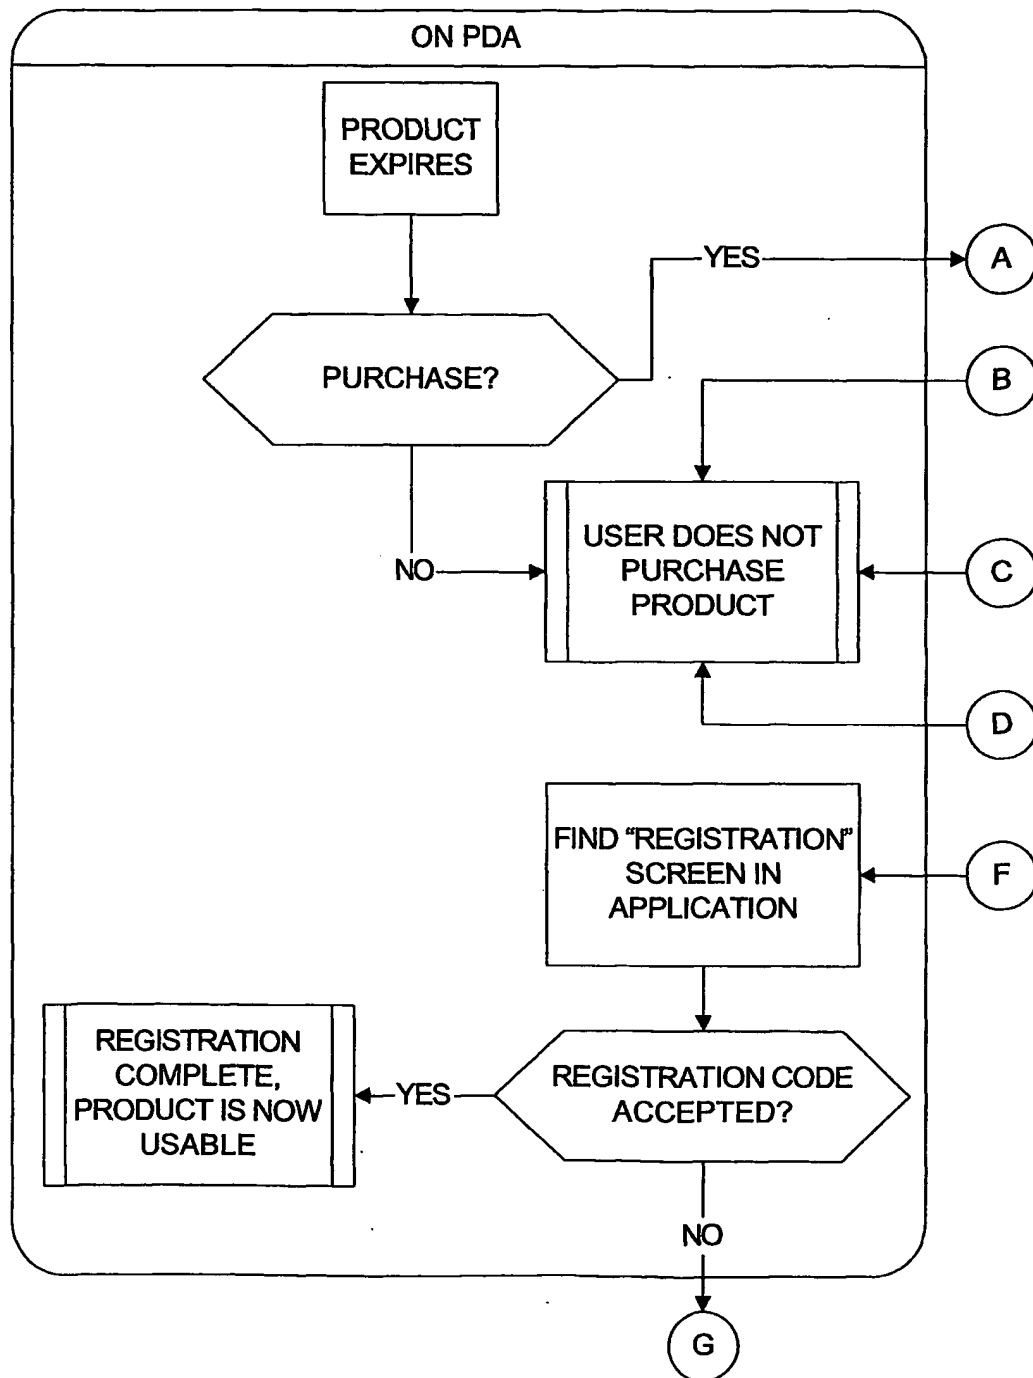 ON PDA
PRODUCT
EXPIRES
YES
A
PURCHASE?
B
USER DOES NOT
PURCHASE
PRODUCT
NO
C
D
FIND “REGISTRATION”
SCREEN IN
APPLICATION
F
REGISTRATION
COMPLETE,
PRODUCT IS NOW
USABLE
YES
REGISTRATION CODE
ACCEPTED?
NO
G